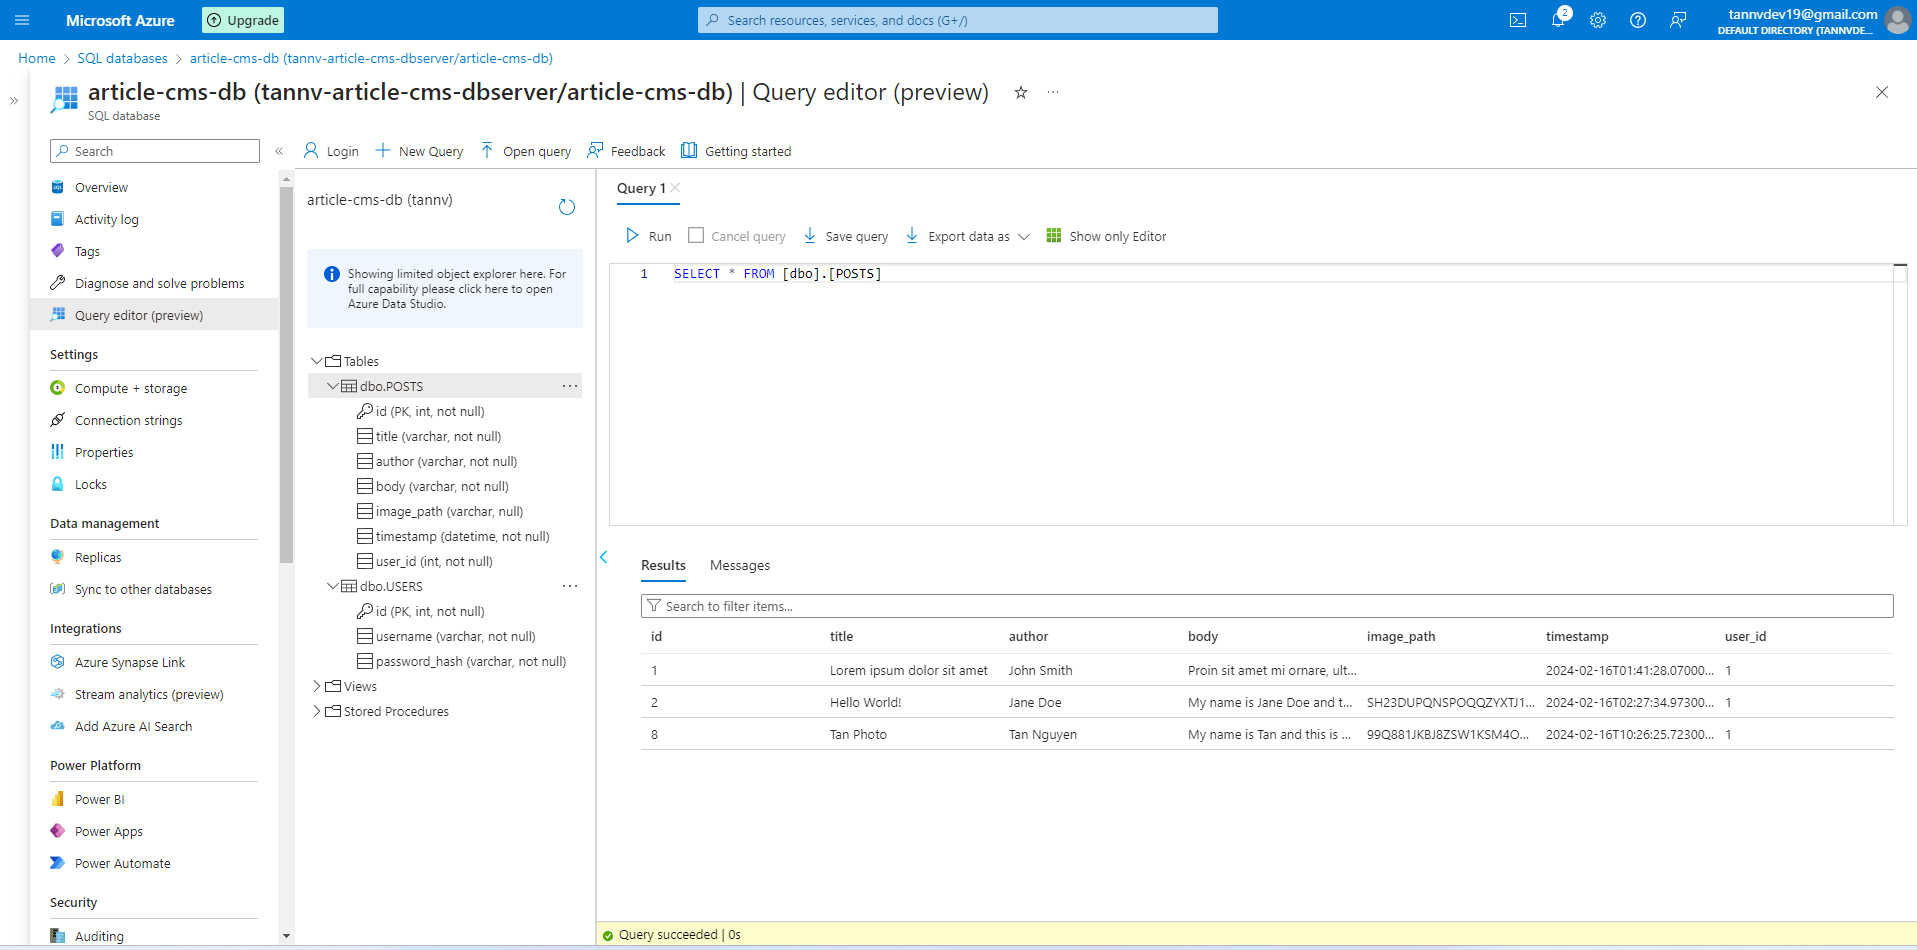 Microsoft Azure
Upgrade
Search resources, services, and docs (G+/)
2
tannvdev19@gmail.com
DEFAULT DIRECTORY (TANNVDE...
Home > SQL databases > article-cms-db (tannv-article-cms-dbserver/article-cms-db)
article-cms-db (tannv-article-cms-dbserver/article-cms-db) | Query editor (preview)
SQL database
Search
Overview
Activity log
Tags
Diagnose and solve problems
Query editor (preview)
Settings
Compute + storage
Connection strings
Properties
Locks
Data management
Replicas
Sync to other databases
Integrations
Azure Synapse Link
Stream analytics (preview)
Add Azure AI Search
Power Platform
Power BI
Power Apps
Power Automate
Security
Auditing
Login
New Query
Open query
Feedback
Getting started
article-cms-db (tannv)
Showing limited object explorer here. For
full capability please click here to open
Azure Data Studio.
Tables
dbo.POSTS
id (PK, int, not null)
title (varchar, not null)
author (varchar, not null)
body (varchar, not null)
image_path (varchar, null)
timestamp (datetime, not null)
user_id (int, not null)
dbo.USERS
id (PK, int, not null)
username (varchar, not null)
password_hash (varchar, not null)
Views
Stored Procedures
Query 1
Run
Cancel query
Save query
Export data as
Show only Editor
1 SELECT * FROM [dbo].[POSTS]
Results
Messages
Search to filter items...
id title author body image_path timestamp user_id
1 Lorem ipsum dolor sit amet John Smith Proin sit amet mi ornare, ult... 2024-02-16T01:41:28.07000... 1
2 Hello World! Jane Doe My name is Jane Doe and t... SH23DUPQNSPOQQZYXTJ1... 2024-02-16T02:27:34.97300... 1
8 Tan Photo Tan Nguyen My name is Tan and this is ... 99Q881JKBJ8ZSW1KSM4O... 2024-02-16T10:26:25.72300... 1
Query succeeded | 0s